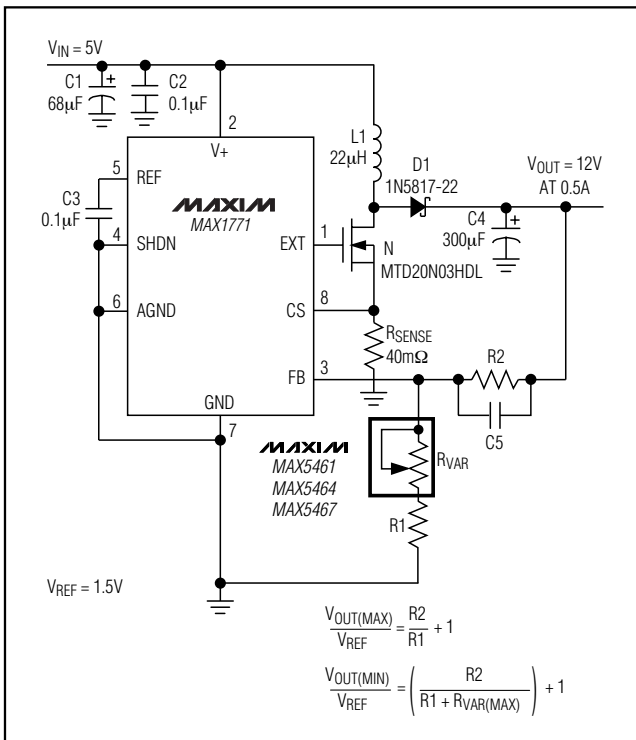 V_IN = 5V
C1
68µF
+
C2
0.1µF
2
V+
L1
22µH
D1
1N5817-22
V_OUT = 12V
AT 0.5A
5
REF
C3
0.1µF
MAXIM
MAX1771
4
SHDN
EXT
1
N
MTD20N03HDL
C4
300µF
+
6
AGND
CS
8
R_SENSE
40mΩ
FB
3
R2
C5
GND
7
MAXIM
MAX5461
MAX5464
MAX5467
R_VAR
R1
V_REF = 1.5V
V_OUT(MAX) / V_REF = R2 / R1 + 1
V_OUT(MIN) / V_REF = ( R2 / R1 + R_VAR(MAX) ) + 1